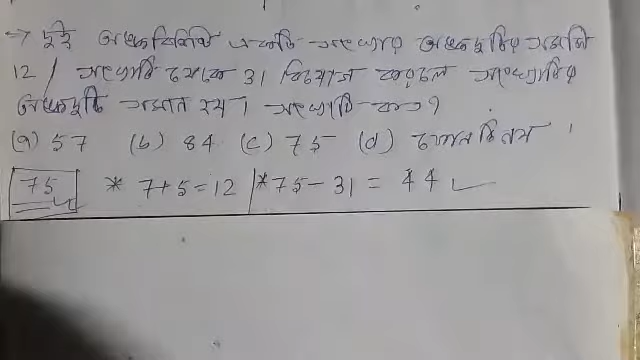 → দুই অঙ্কবিশিষ্ট একটি সংখ্যার অঙ্কদুটির সমষ্টি
12 / সংখ্যাটি থেকে 31 বিয়োগ করলে সংখ্যাটির
অঙ্কদুটি সমান হয়। সংখ্যাটি কত?
(a) 57 (b) 84 (c) 75 (d) কোনটি নয়।
75 * 7+5=12 | * 75-31 = 44 ✓